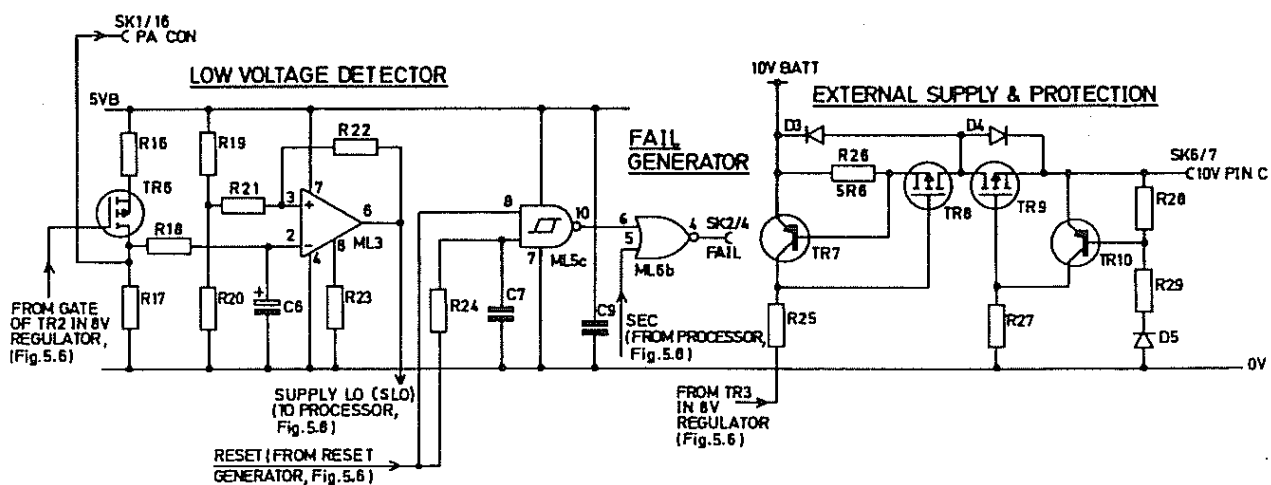 SK1/16
PA CON
LOW VOLTAGE DETECTOR
5VB
R16
R19
R22
TR6
R21
3
+
7
6
2
-
ML3
8
4
R18
R17
R20
+
C6
R23
FROM GATE
OF TR2 IN 8V
REGULATOR,
(Fig.5.6)
SUPPLY LO (SLO)
(TO PROCESSOR,
Fig.5.8)
RESET (FROM RESET
GENERATOR, Fig.5.6)
FAIL
GENERATOR
8
10
7
ML5c
R24
C7
C9
6
5
4
ML6b
SK2/4
FAIL
SEC
(FROM PROCESSOR,
Fig.5.8)
10V BATT
EXTERNAL SUPPLY & PROTECTION
D3
D4
R26
5R6
TR8
TR9
SK6/7
10V PIN C
R28
TR7
TR10
R29
R25
R27
D5
0V
FROM TR3
IN 8V
REGULATOR
(Fig.5.6)